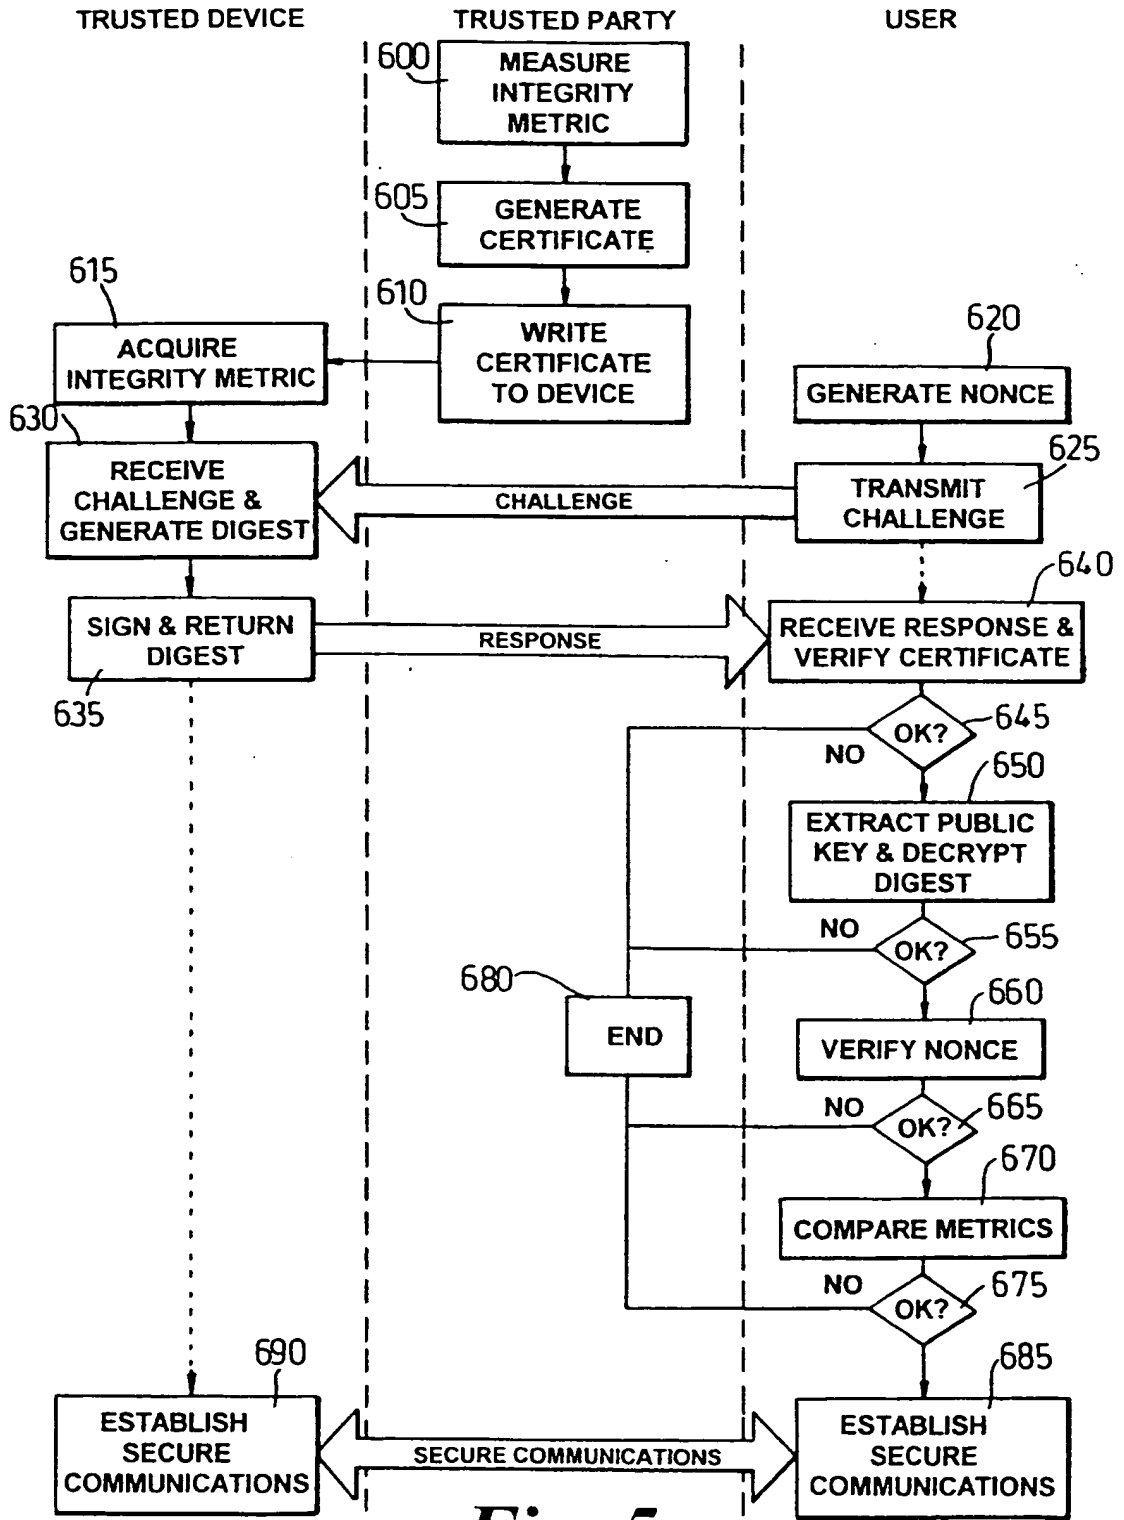 TRUSTED DEVICE
TRUSTED PARTY
USER
600
MEASURE
INTEGRITY
METRIC
605
GENERATE
CERTIFICATE
610
WRITE
CERTIFICATE
TO DEVICE
615
ACQUIRE
INTEGRITY METRIC
620
GENERATE NONCE
625
TRANSMIT
CHALLENGE
CHALLENGE
630
RECEIVE
CHALLENGE &
GENERATE DIGEST
SIGN & RETURN
DIGEST
635
RESPONSE
640
RECEIVE RESPONSE &
VERIFY CERTIFICATE
645
OK?
NO
650
EXTRACT PUBLIC
KEY & DECRYPT
DIGEST
NO
OK?
655
680
END
660
VERIFY NONCE
NO
OK?
665
670
COMPARE METRICS
NO
OK?
675
690
ESTABLISH
SECURE
COMMUNICATIONS
SECURE COMMUNICATIONS
685
ESTABLISH
SECURE
COMMUNICATIONS